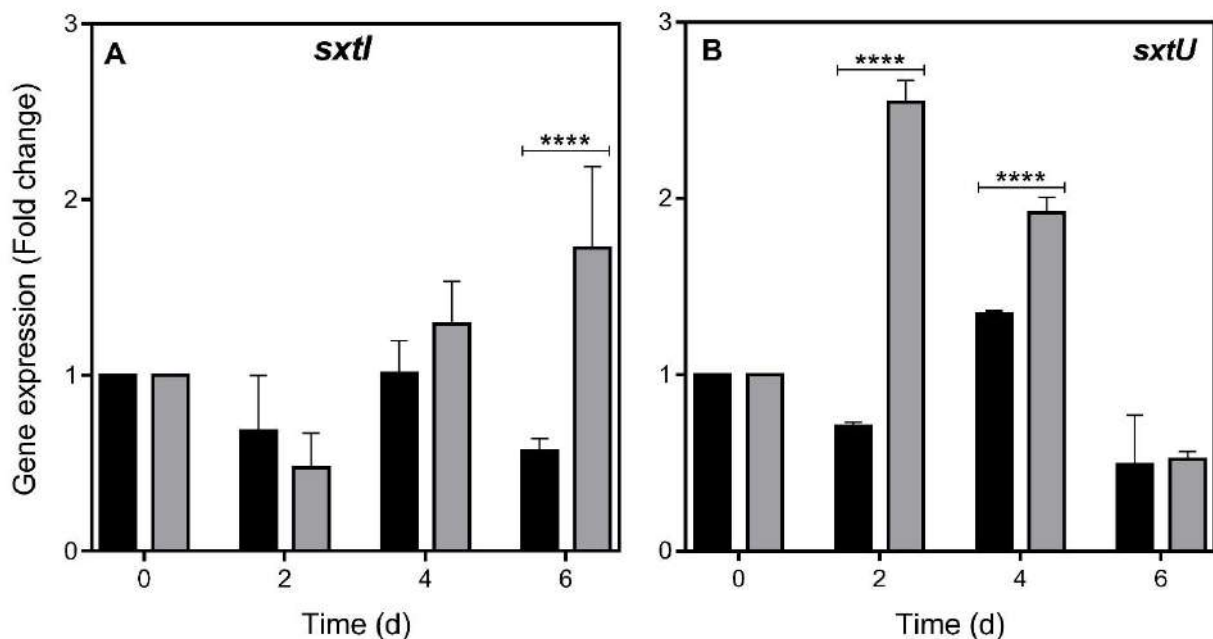 A
sxtI
Gene expression (Fold change)
3
2
1
0
****
0
2
4
6
Time (d)
B
sxtU
3
2
1
0
****
****
0
2
4
6
Time (d)